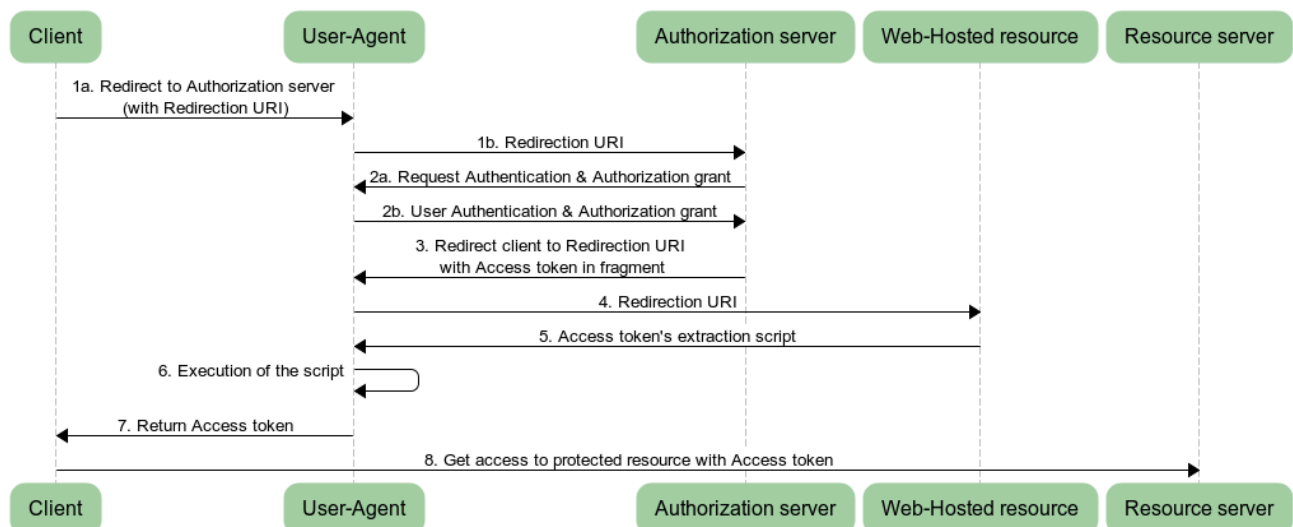 Client
User-Agent
Authorization server
Web-Hosted resource
Resource server
1a. Redirect to Authorization server
(with Redirection URI)
1b. Redirection URI
2a. Request Authentication & Authorization grant
2b. User Authentication & Authorization grant
3. Redirect client to Redirection URI
with Access token in fragment
4. Redirection URI
5. Access token's extraction script
6. Execution of the script
7. Return Access token
8. Get access to protected resource with Access token
Client
User-Agent
Authorization server
Web-Hosted resource
Resource server